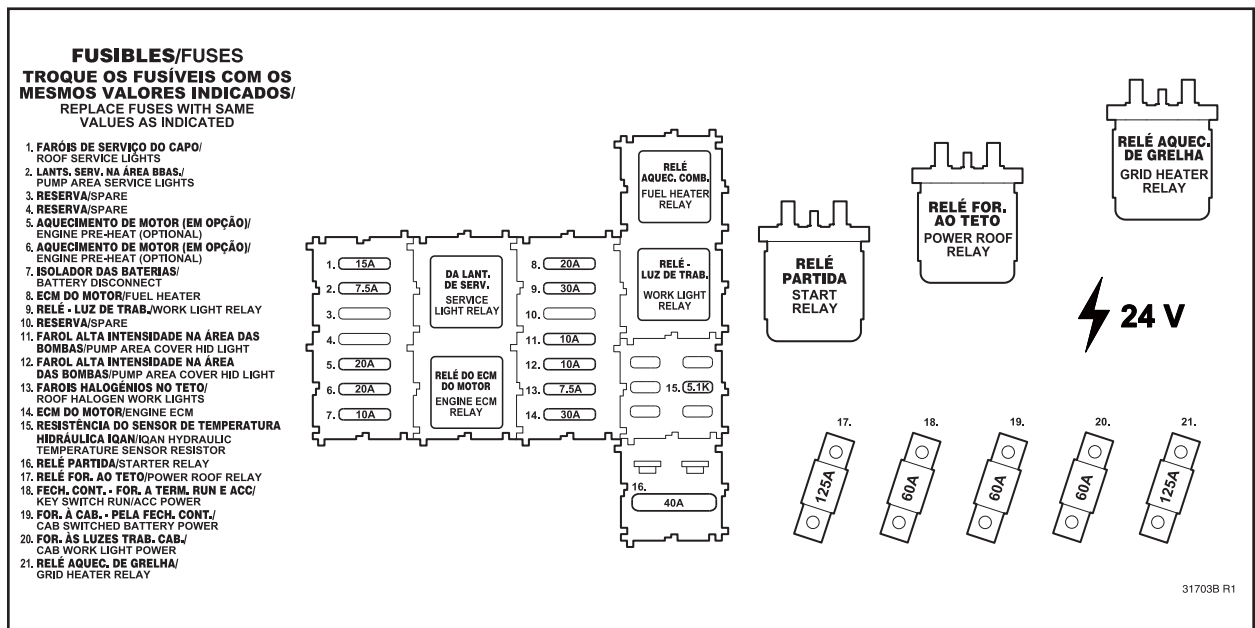 FUSIBLES/FUSES
TROQUE OS FUSÍVEIS COM OS
MESMOS VALORES INDICADOS/
REPLACE FUSES WITH SAME
VALUES AS INDICATED
1. FARÓIS DE SERVIÇO DO CAPO/
ROOF SERVICE LIGHTS
2. LANTS. SERV. NA ÁREA BBAS./
PUMP AREA SERVICE LIGHTS
3. RESERVA/SPARE
4. RESERVA/SPARE
5. AQUECIMENTO DE MOTOR (EM OPÇÃO)/
ENGINE PRE-HEAT (OPTIONAL)
6. AQUECIMENTO DE MOTOR (EM OPÇÃO)/
ENGINE PRE-HEAT (OPTIONAL)
7. ISOLADOR DAS BATERIAS/
BATTERY DISCONNECT
8. ECM DO MOTOR/FUEL HEATER
9. RELÉ - LUZ DE TRAB./WORK LIGHT RELAY
10. RESERVA/SPARE
11. FAROL ALTA INTENSIDADE NA ÁREA DAS
BOMBAS/PUMP AREA COVER HID LIGHT
12. FAROL ALTA INTENSIDADE NA ÁREA
DAS BOMBAS/PUMP AREA COVER HID LIGHT
13. FAROIS HALOGÉNIOS NO TETO/
ROOF HALOGEN WORK LIGHTS
14. ECM DO MOTOR/ENGINE ECM
15. RESISTÊNCIA DO SENSOR DE TEMPERATURA
HIDRÁULICA IQAN/IQAN HYDRAULIC
TEMPERATURE SENSOR RESISTOR
16. RELÉ PARTIDA/STARTER RELAY
17. RELÉ FOR. AO TETO/POWER ROOF RELAY
18. FECH. CONT. - FOR. A TERM. RUN E ACC/
KEY SWITCH RUN/ACC POWER
19. FOR. À CAB. - PELA FECH. CONT./
CAB SWITCHED BATTERY POWER
20. FOR. ÀS LUZES TRAB. CAB./
CAB WORK LIGHT POWER
21. RELÉ AQUEC. DE GRELHA/
GRID HEATER RELAY
1. 15A
2. 7.5A
3.
4.
5. 20A
6. 20A
7. 10A
DA LANT.
DE SERV.
SERVICE
LIGHT RELAY
RELÉ DO ECM
DO MOTOR
ENGINE ECM
RELAY
8. 20A
9. 30A
10.
11. 10A
12. 10A
13. 7.5A
14. 30A
RELÉ
AQUEC. COMB.
FUEL HEATER
RELAY
RELÉ -
LUZ DE TRAB.
WORK LIGHT
RELAY
15. 5.1K
16.
40A
RELÉ
PARTIDA
START
RELAY
RELÉ FOR.
AO TETO
POWER ROOF
RELAY
RELÉ AQUEC.
DE GRELHA
GRID HEATER
RELAY
24 V
17. 18. 19. 20. 21.
125A 60A 60A 60A 125A
31703B R1